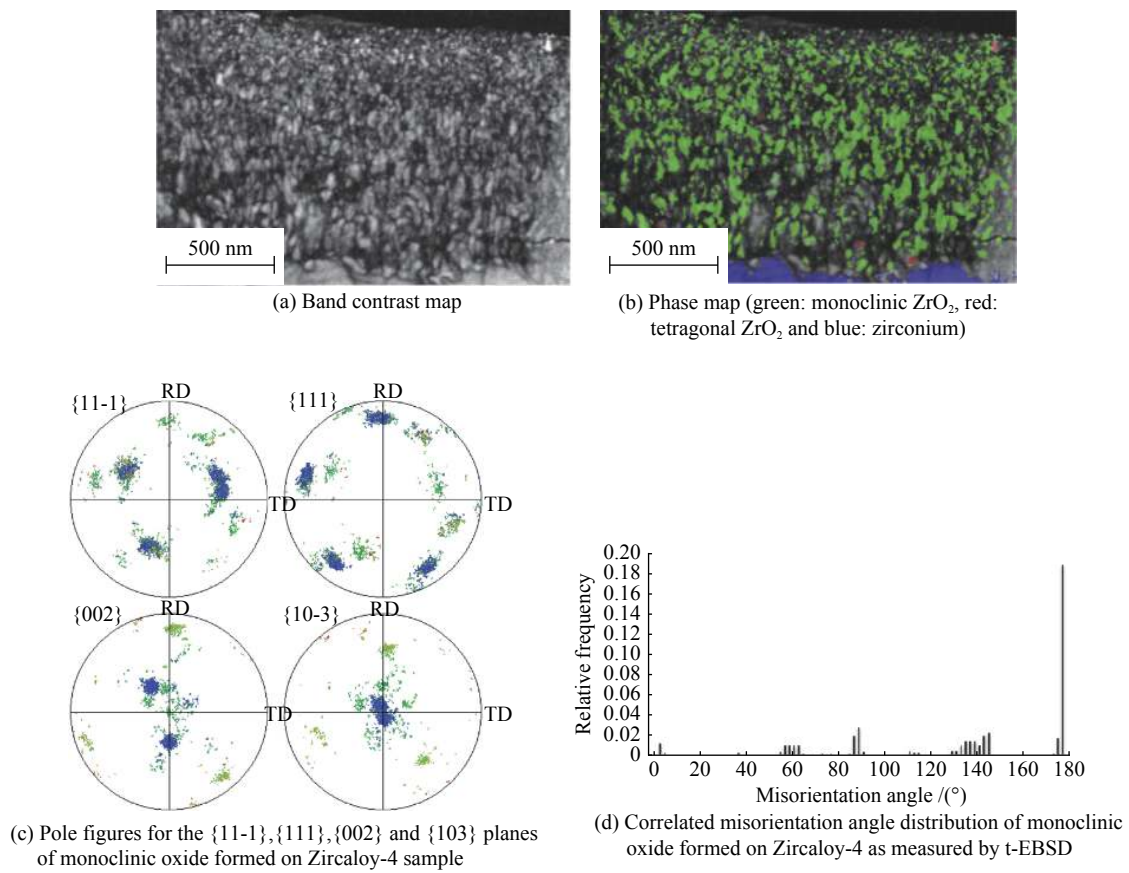 500 nm
500 nm
(a) Band contrast map
(b) Phase map (green: monoclinic ZrO₂, red:
tetragonal ZrO₂ and blue: zirconium)
{11-1}
RD
TD
{111}
RD
TD
{002}
RD
TD
{10-3}
RD
TD
(c) Pole figures for the {11-1},{111},{002} and {103} planes
of monoclinic oxide formed on Zircaloy-4 sample
Relative frequency
0.20
0.18
0.16
0.14
0.12
0.10
0.08
0.06
0.04
0.02
0
0 20 40 60 80 100 120 140 160 180
Misorientation angle /(°)
(d) Correlated misorientation angle distribution of monoclinic
oxide formed on Zircaloy-4 as measured by t-EBSD